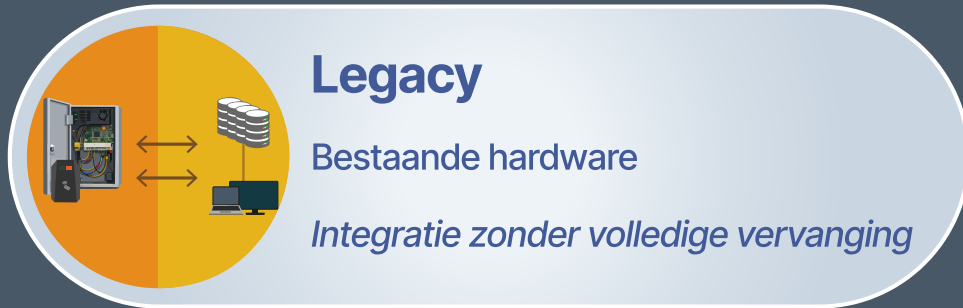 Legacy
Bestaande hardware
Integratie zonder volledige vervanging